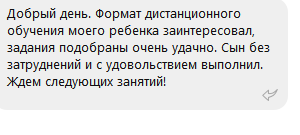 Добрый день. Формат дистанционного
обучения моего ребенка заинтересовал,
задания подобраны очень удачно. Сын без
затруднений и с удовольствием выполнил.
Ждем следующих занятий!